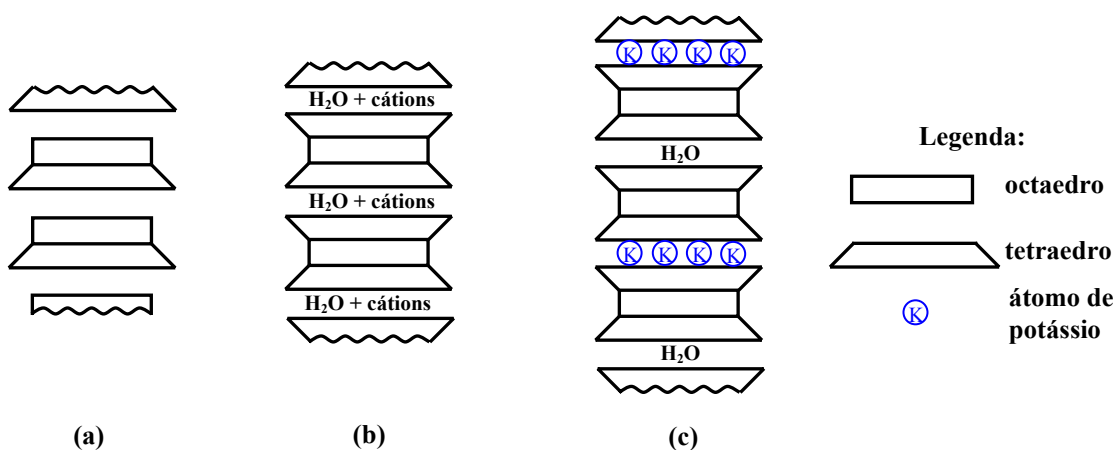 H₂O + cátions
H₂O + cátions
H₂O + cátions
(a)
(b)
K K K K
H₂O
K K K K
H₂O
(c)
Legenda:
octaedro
tetraedro
K
átomo de
potássio